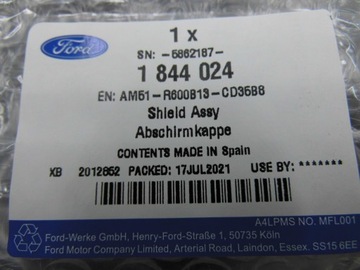 Ford
1 x
SN: -5862187-
1 844 024
EN: AM51-R600B13-CD35B8
Shield Assy
Abschirmkappe
CONTENTS MADE IN Spain
XB 2012652 PACKED: 17JUL2021 USE BY:*******
A4LPMS NO. MFL001
Ford-Werke GmbH, Henry-Ford-Straße 1, 50735 Köln
Ford Motor Company Limited, Arterial Road, Laindon, Essex. SS15 6EE